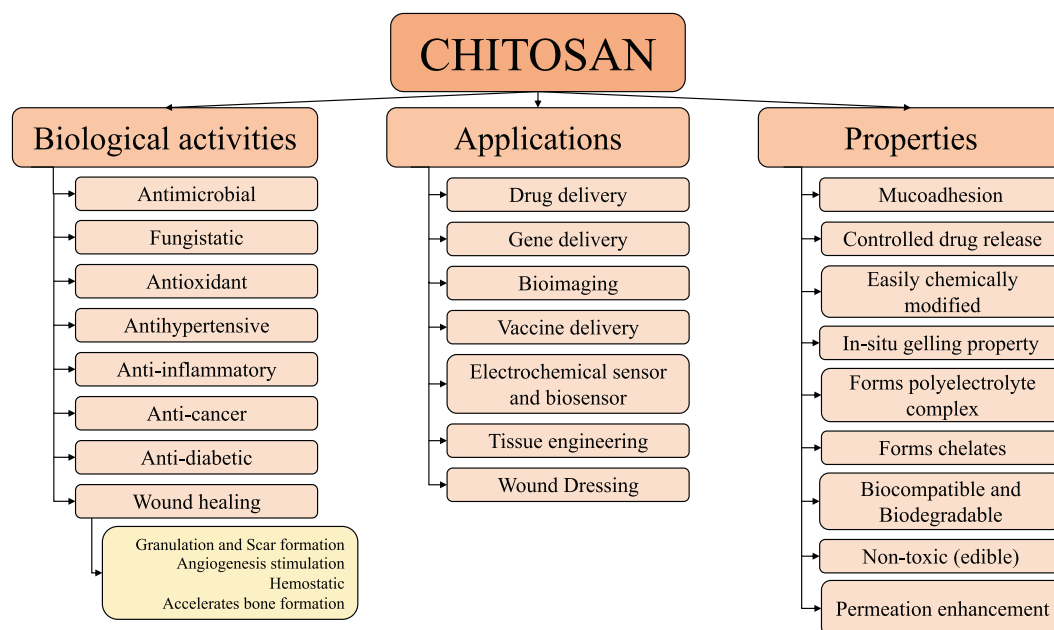 CHITOSAN
Biological activities
Antimicrobial
Fungistatic
Antioxidant
Antihypertensive
Anti-inflammatory
Anti-cancer
Anti-diabetic
Wound healing
Granulation and Scar formation
Angiogenesis stimulation
Hemostatic
Accelerates bone formation
Applications
Drug delivery
Gene delivery
Bioimaging
Vaccine delivery
Electrochemical sensor
and biosensor
Tissue engineering
Wound Dressing
Properties
Mucoadhesion
Controlled drug release
Easily chemically
modified
In-situ gelling property
Forms polyelectrolyte
complex
Forms chelates
Biocompatible and
Biodegradable
Non-toxic (edible)
Permeation enhancement